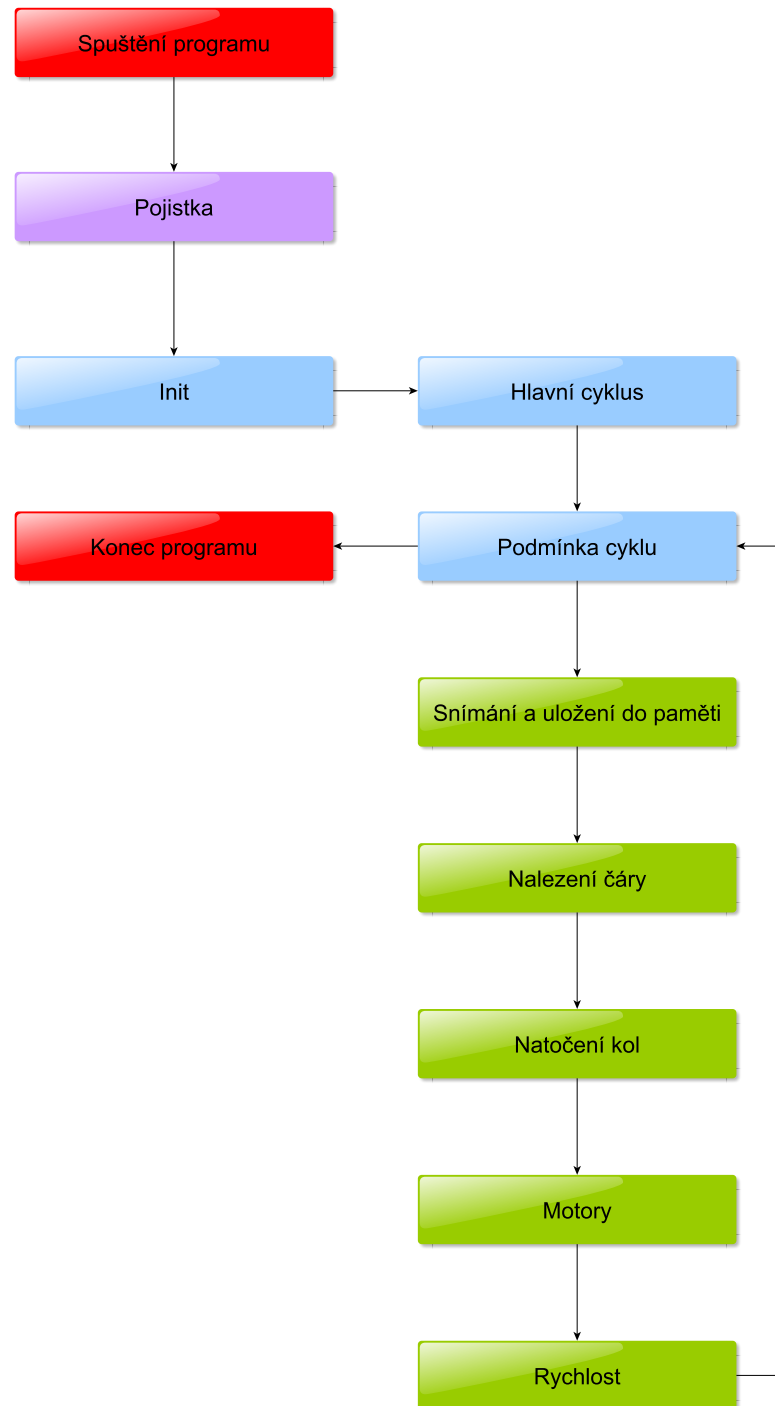 Spuštění programu
Pojistka
Init
Hlavní cyklus
Konec programu
Podmínka cyklu
Snímání a uložení do paměti
Nalezení čáry
Natočení kol
Motory
Rychlost